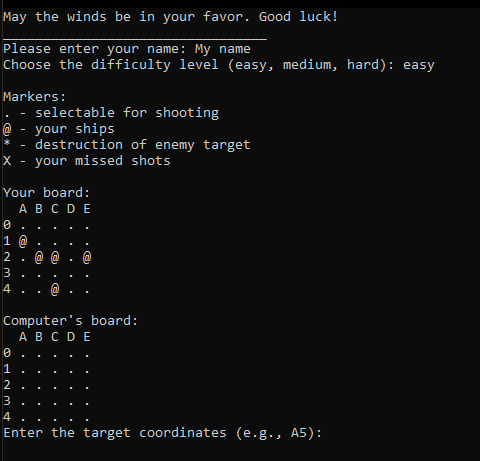 May the winds be in your favor. Good luck!
_________________________________
Please enter your name: My name
Choose the difficulty level (easy, medium, hard): easy
Markers:
. - selectable for shooting
@ - your ships
* - destruction of enemy target
X - your missed shots
Your board:
  A B C D E
0 . . . . .
1 @ . . . .
2 . @ @ . @
3 . . . . .
4 . . @ . .
Computer's board:
  A B C D E
0 . . . . .
1 . . . . .
2 . . . . .
3 . . . . .
4 . . . . .
Enter the target coordinates (e.g., A5):